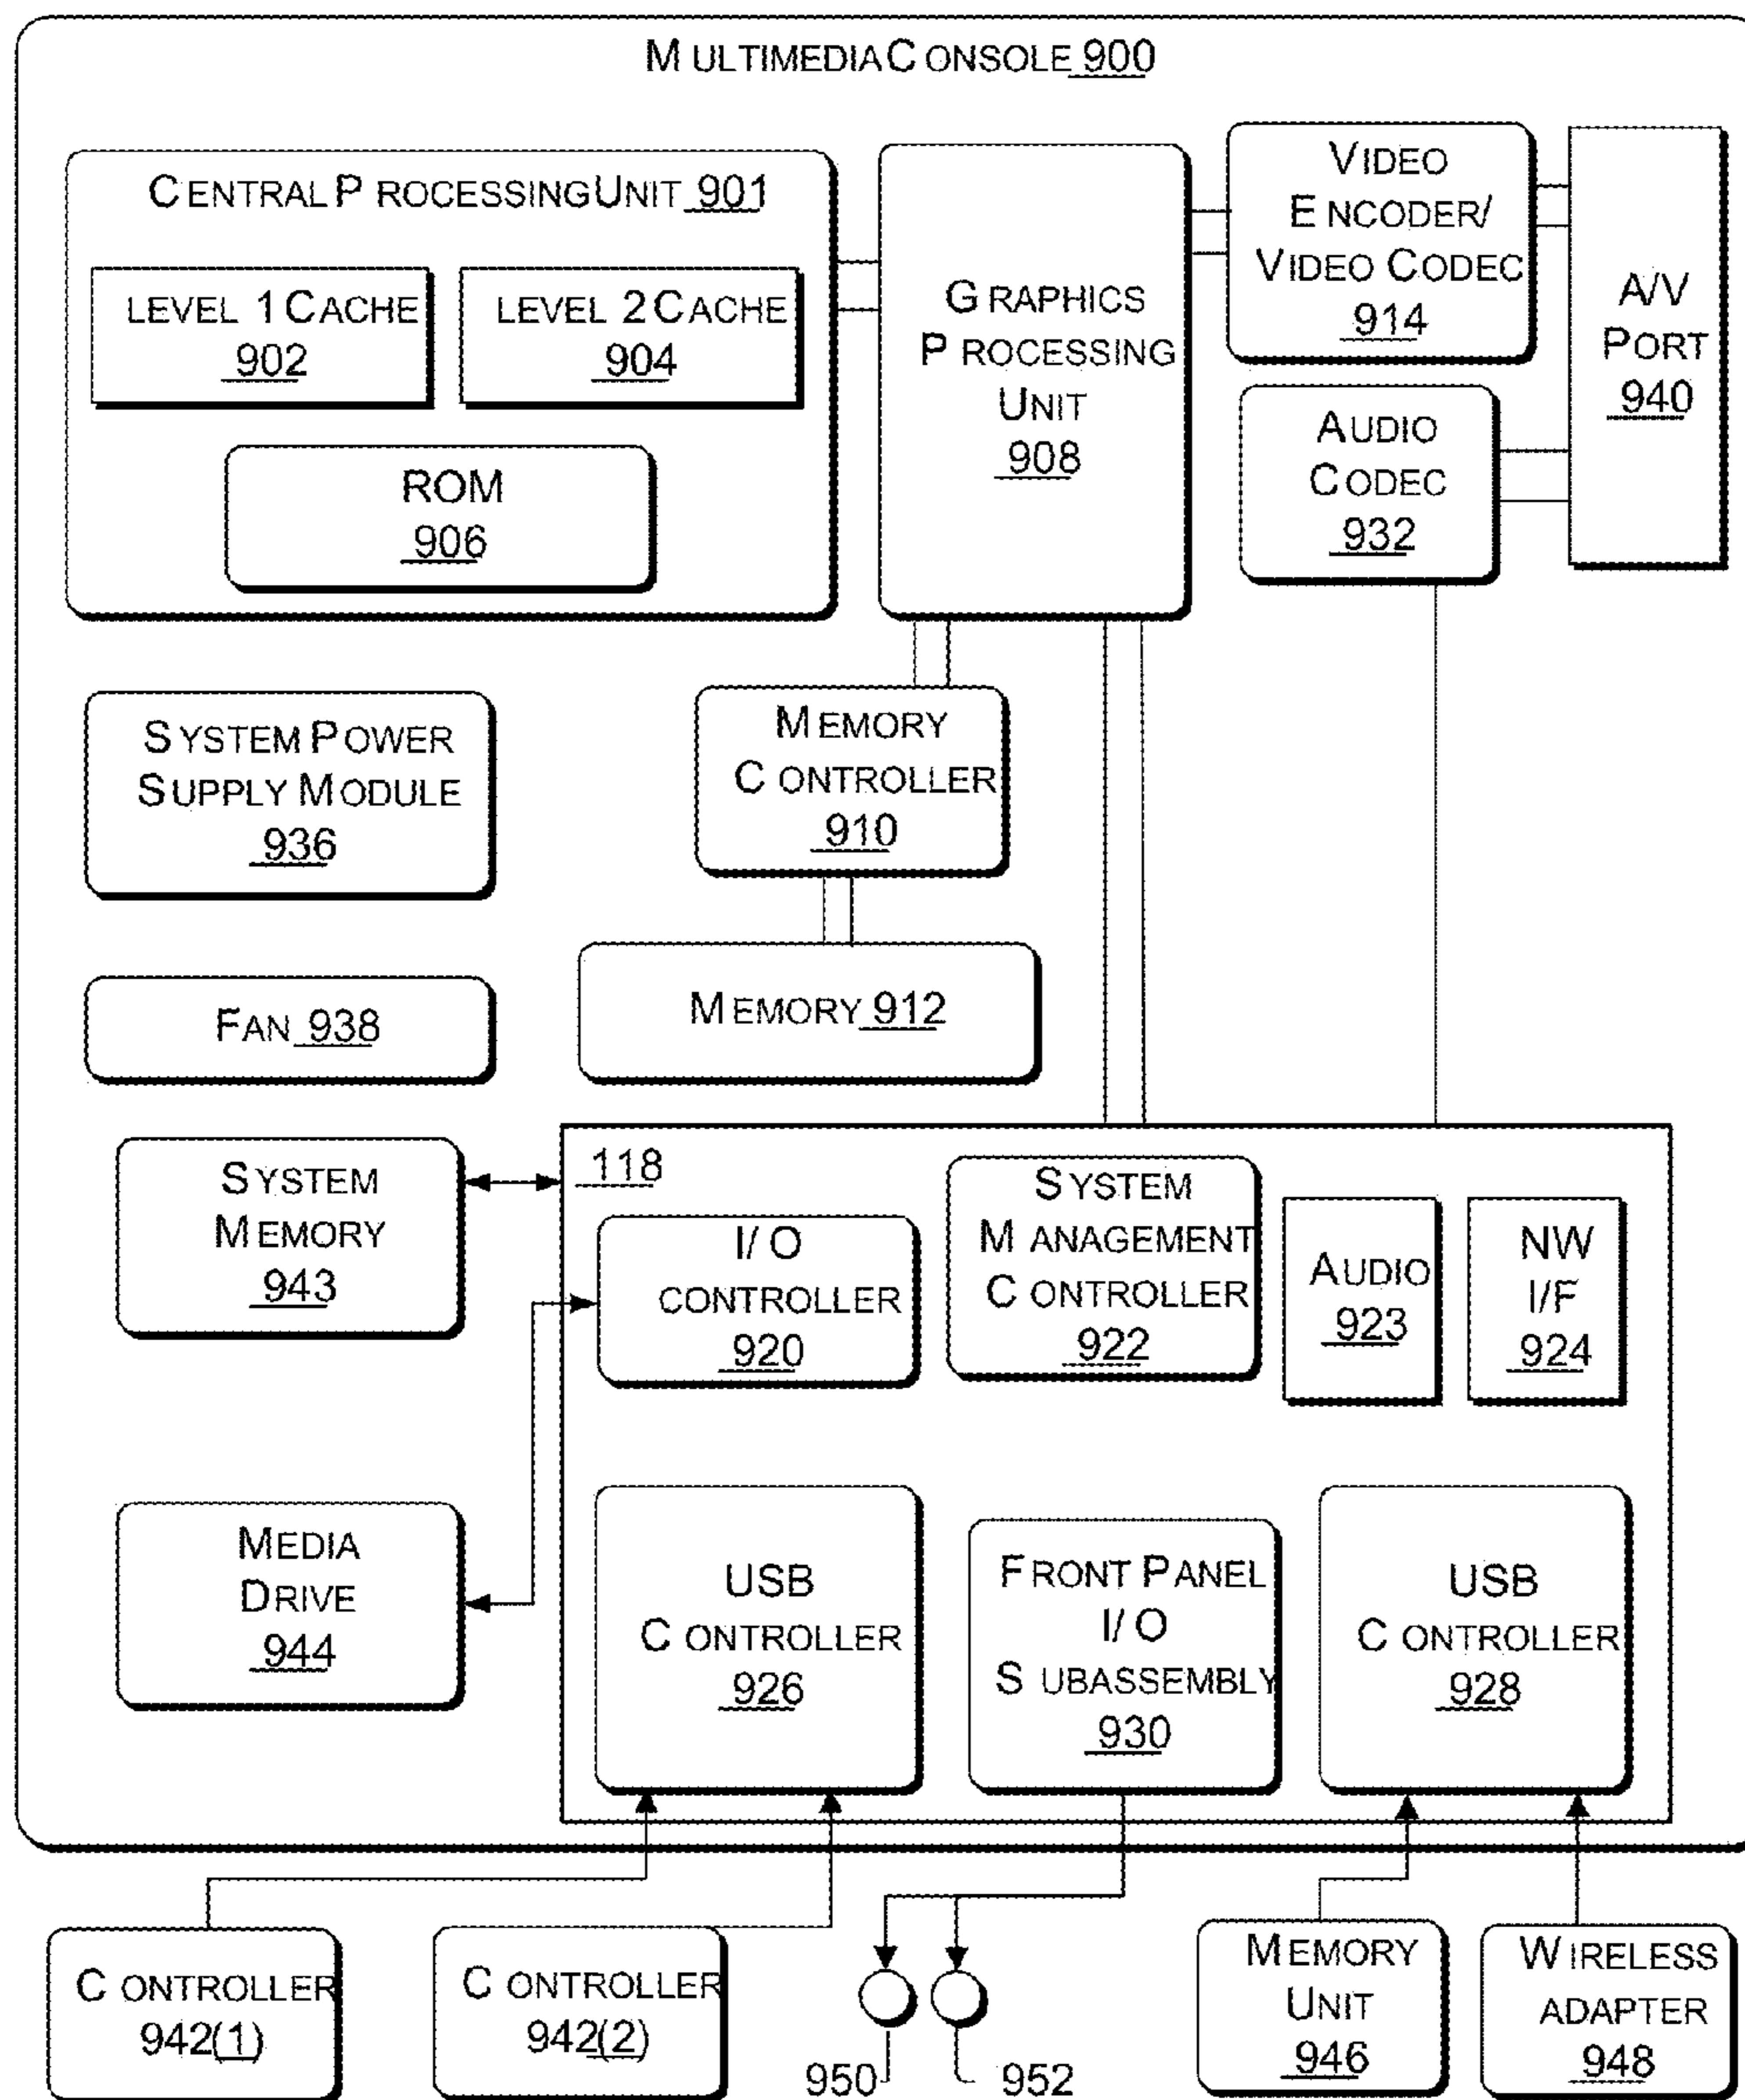 MULTIMEDIA CONSOLE 900
CENTRAL PROCESSING UNIT 901
LEVEL 1 CACHE
902
LEVEL 2 CACHE
904
ROM
906
GRAPHICS
PROCESSING
UNIT
908
VIDEO
ENCODER/
VIDEO CODEC
914
AUDIO
CODEC
932
A/V
PORT
940
SYSTEM POWER
SUPPLY MODULE
936
MEMORY
CONTROLLER
910
FAN 938
MEMORY 912
SYSTEM
MEMORY
943
118
I/O
CONTROLLER
920
SYSTEM
MANAGEMENT
CONTROLLER
922
AUDIO
923
NW
I/F
924
MEDIA
DRIVE
944
USB
CONTROLLER
926
FRONT PANEL
I/O
SUBASSEMBLY
930
USB
CONTROLLER
928
CONTROLLER
942(1)
CONTROLLER
942(2)
950
952
MEMORY
UNIT
946
WIRELESS
ADAPTER
948